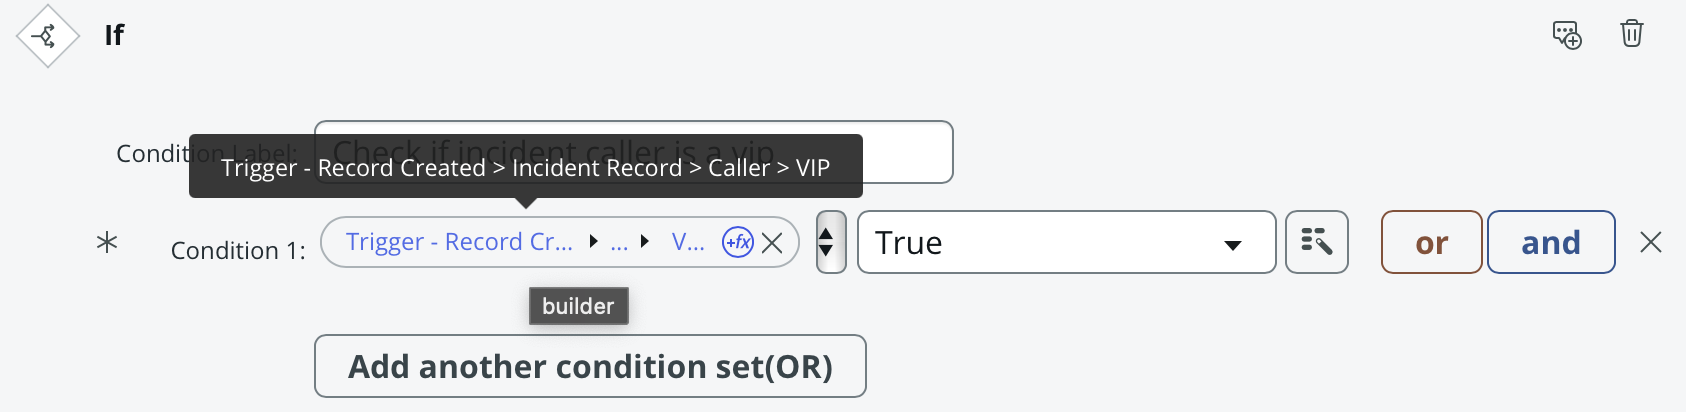 If
Condition Label:
Check if incident caller is a vip
Trigger - Record Created > Incident Record > Caller > VIP
Condition 1:
Trigger - Record Cr... ... V... +fx
True
or
and
builder
Add another condition set(OR)